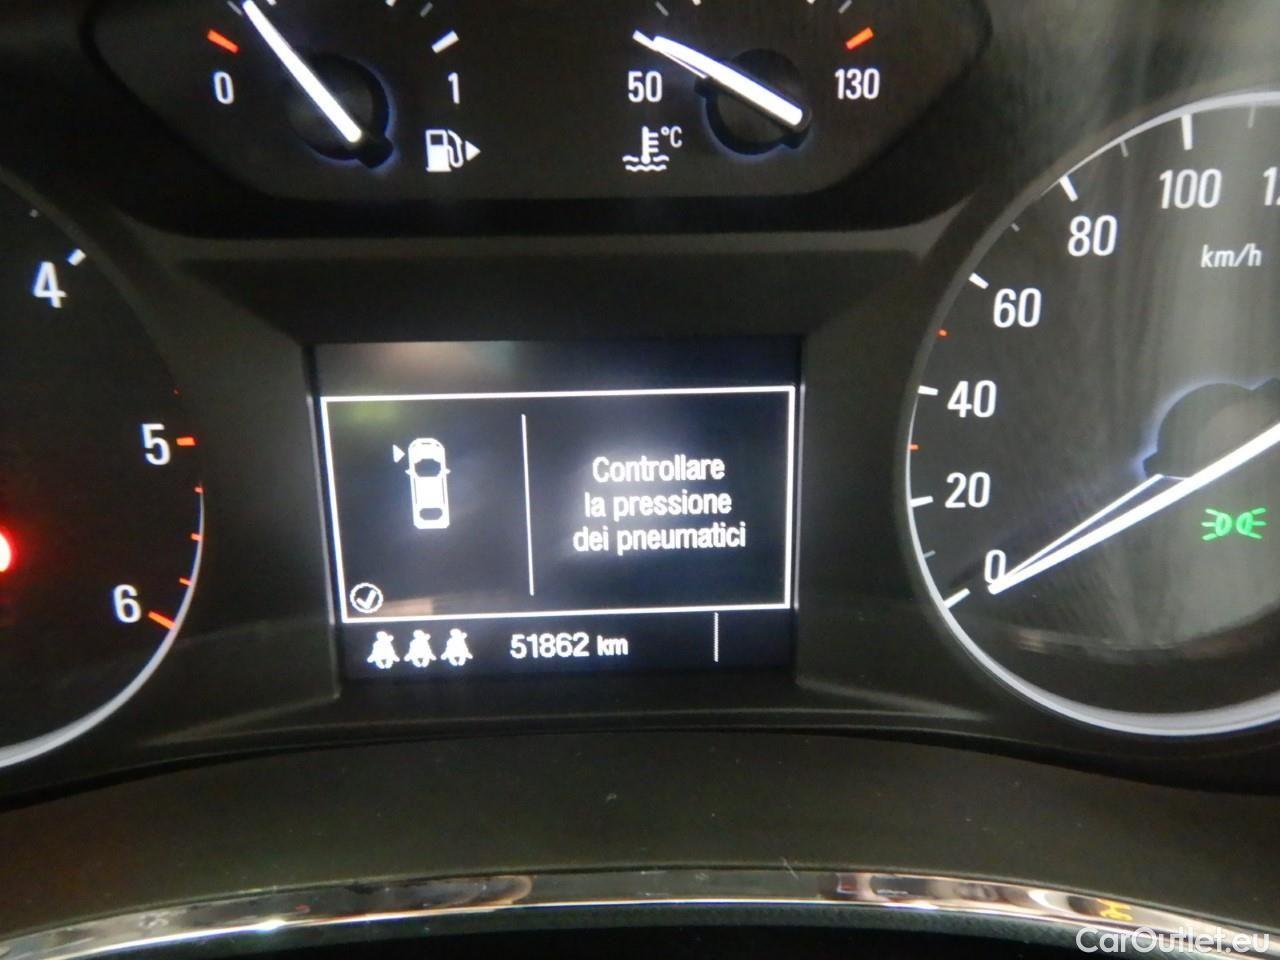 0
1
50
130
°C
4
5
6
Controllare
la pressione
dei pneumatici
51862 km
100
80
km/h
60
40
20
0
CarOutlet.eu